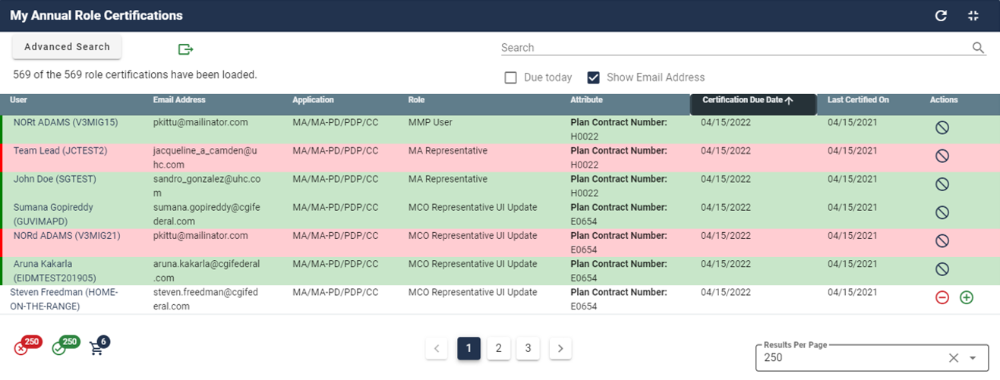 My Annual Role Certifications
Advanced Search
Search
569 of the 569 role certifications have been loaded.
Due today
Show Email Address
User Email Address Application Role Attribute Certification Due Date Last Certified On Actions
NORt ADAMS (V3MIG15) pkittu@mailinator.com MA/MA-PD/PDP/CC MMP User Plan Contract Number: 04/15/2022 04/15/2021
H0022
Team Lead (JCTEST2) jacqueline_a_camden@u MA/MA-PD/PDP/CC MA Representative Plan Contract Number: 04/15/2022 04/15/2021
hc.com H0022
John Doe (SGTEST) sandro_gonzalez@uhc.co MA/MA-PD/PDP/CC MA Representative Plan Contract Number: 04/15/2022 04/15/2021
m H0022
Sumana Gopireddy sumana.gopireddy@cgife MA/MA-PD/PDP/CC MCO Representative UI Update Plan Contract Number: 04/15/2022 04/15/2021
(GUVIMAPD) deral.com E0654
NORd ADAMS (V3MIG21) pkittu@mailinator.com MA/MA-PD/PDP/CC MCO Representative UI Update Plan Contract Number: 04/15/2022 04/15/2021
E0654
Aruna Kakarla aruna.kakarla@cgifederal MA/MA-PD/PDP/CC MCO Representative UI Update Plan Contract Number: 04/15/2022 04/15/2021
(EIDMTEST201905) .com E0654
Steven Freedman (HOME- steven.freedman@cgifed MA/MA-PD/PDP/CC MCO Representative UI Update Plan Contract Number: 04/15/2022 04/15/2021
ON-THE-RANGE) eral.com E0654
250 250 6
1 2 3
Results Per Page
250